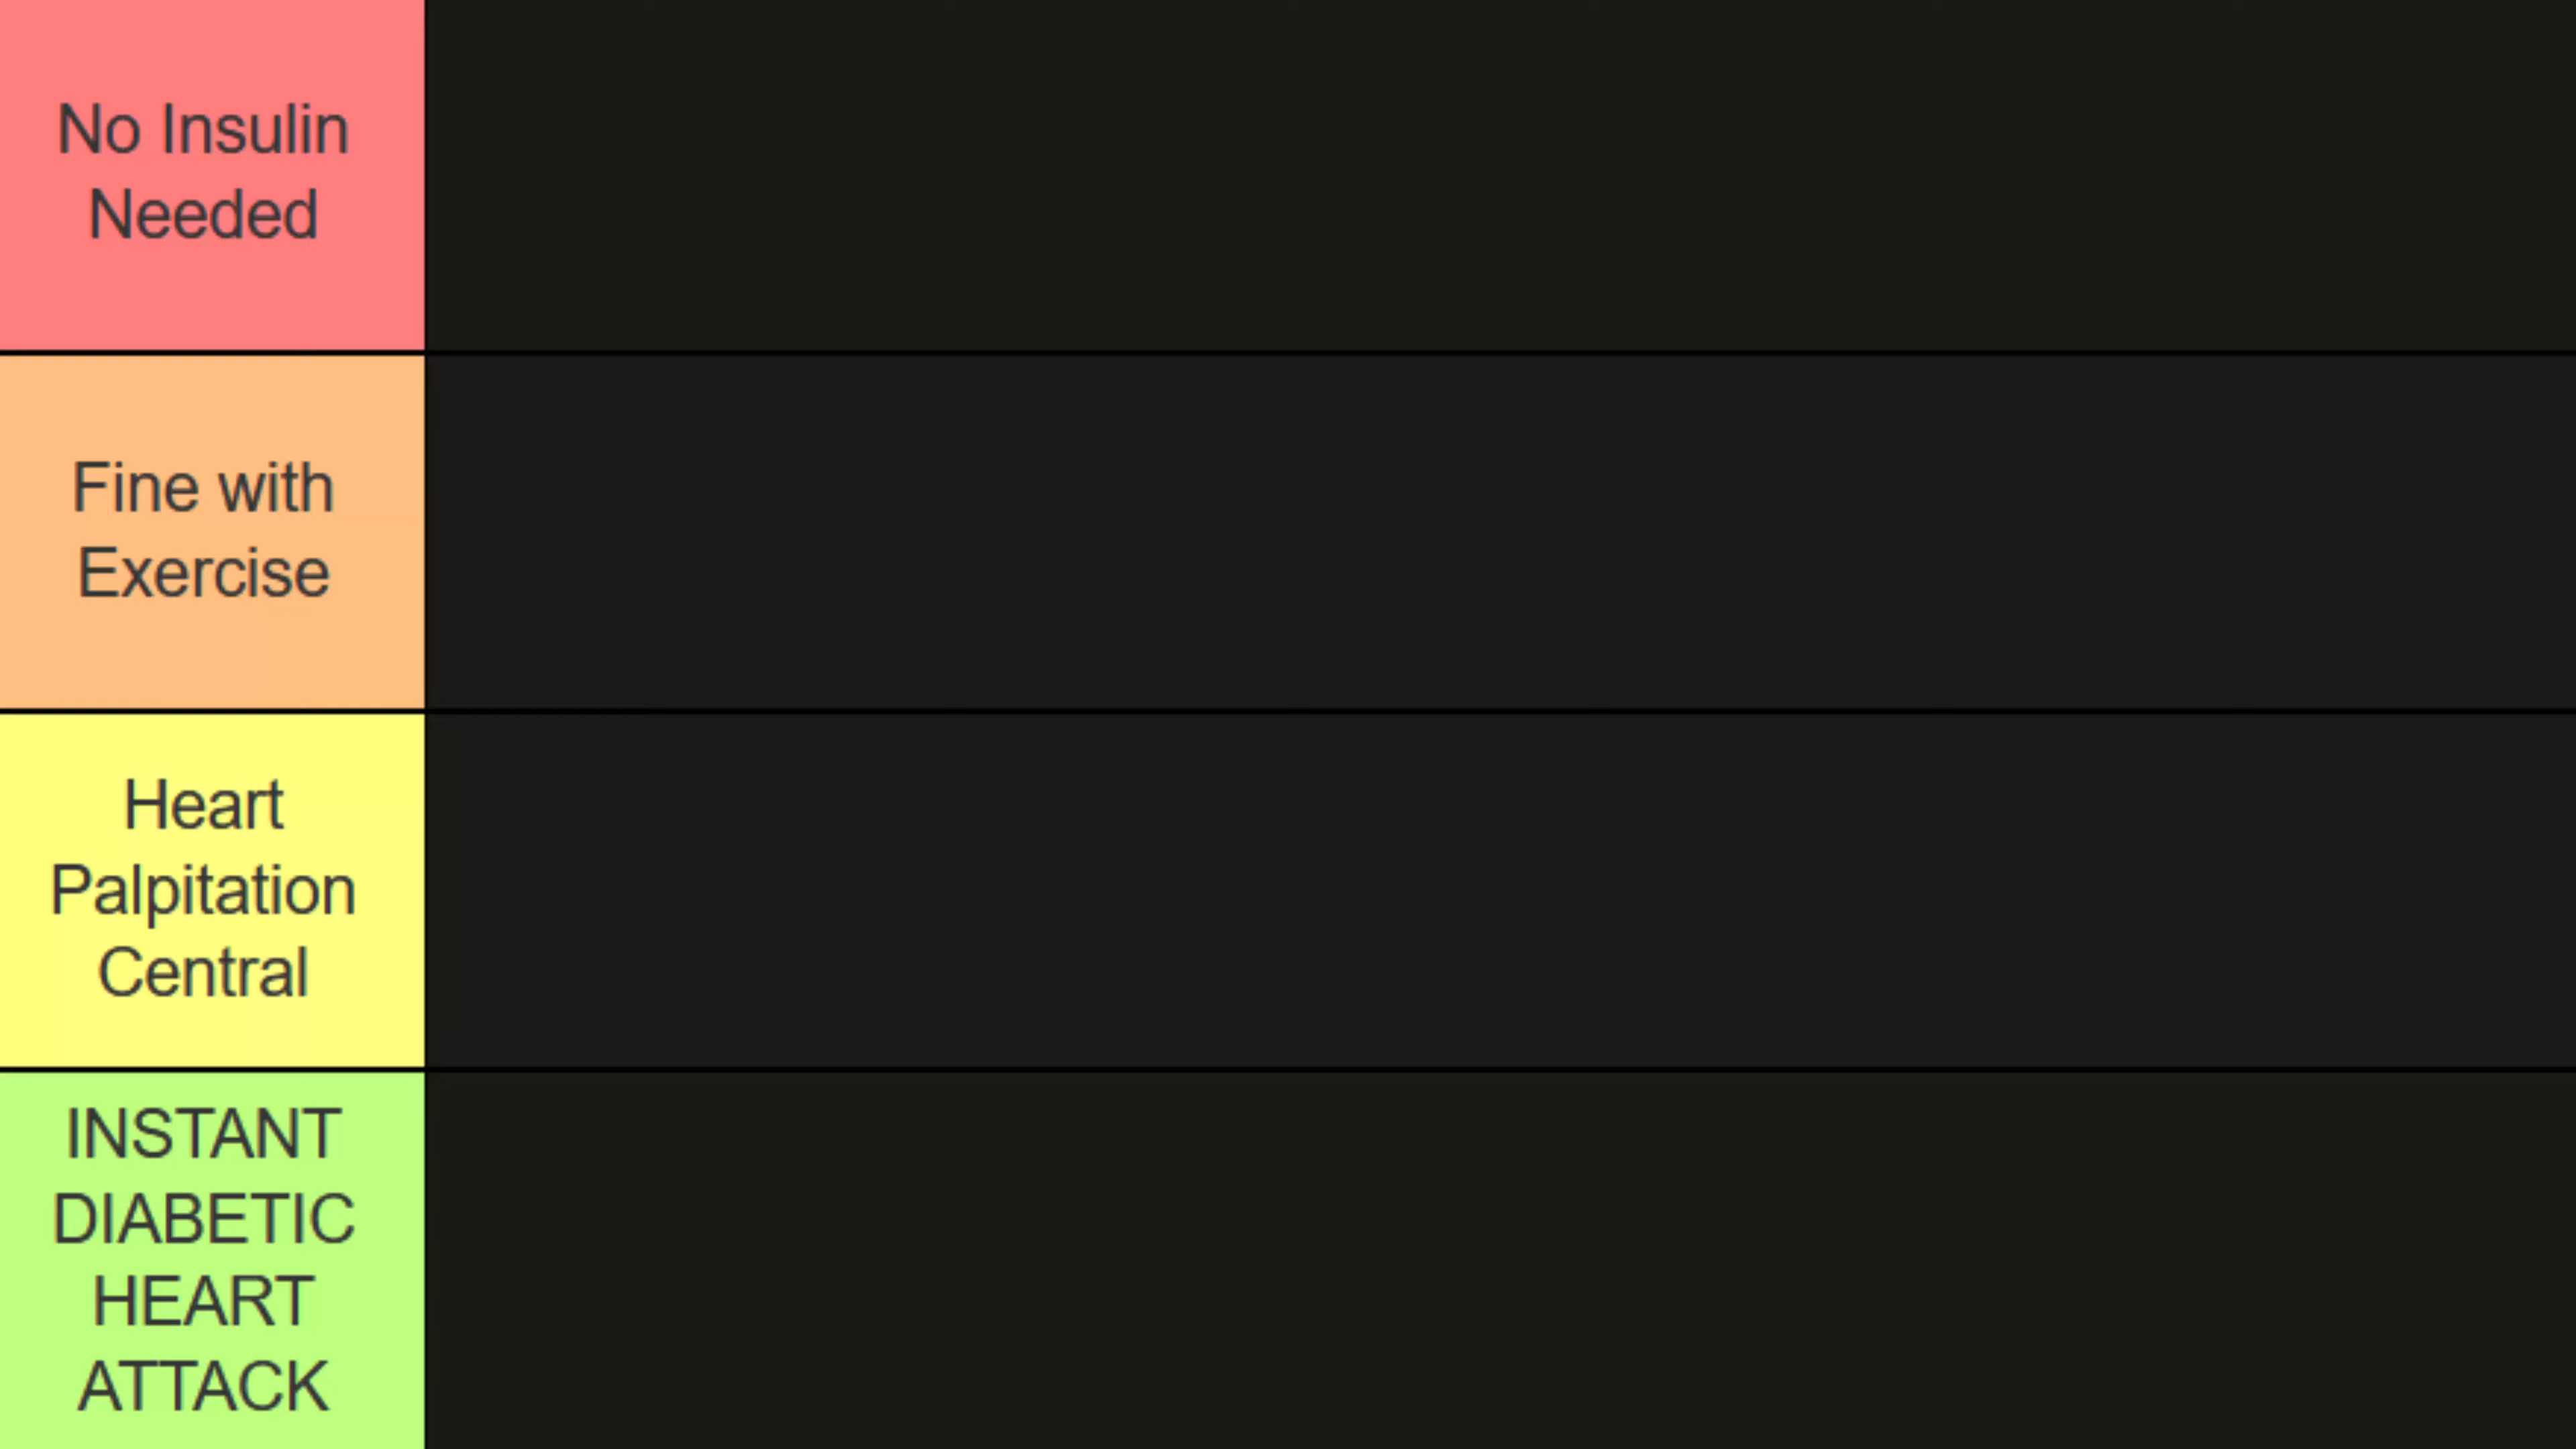 No Insulin
Needed
Fine with
Exercise
Heart
Palpitation
Central
INSTANT
DIABETIC
HEART
ATTACK